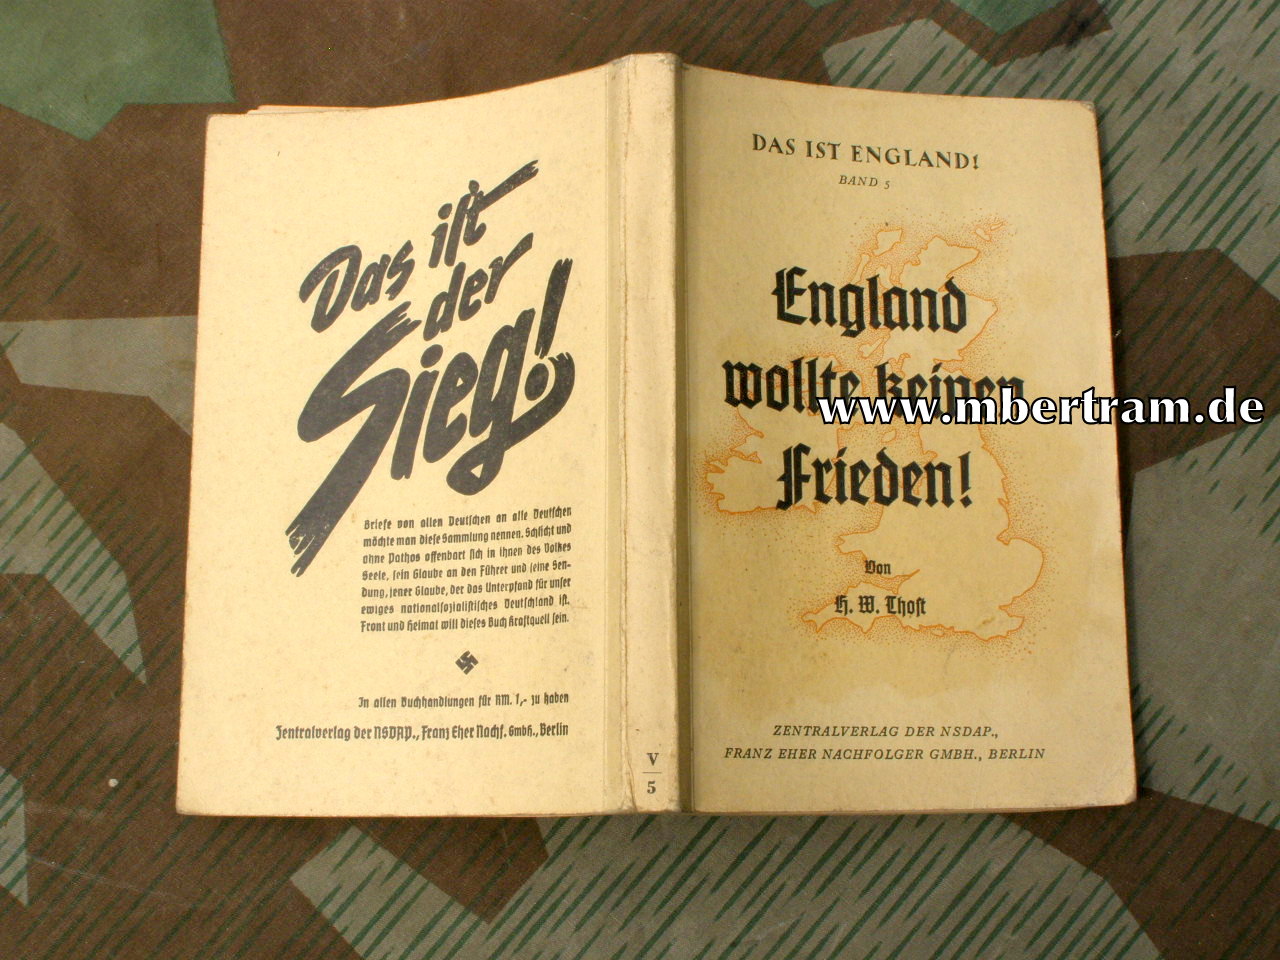 Das ist
der
Sieg!
Briefe von allen Deutschen an alle Deutschen
möchte man diese Sammlung nennen. Schlicht und
ohne Pathos offenbart sich in ihnen des Volkes
Seele, sein Glaube an den Führer und seine Sen-
dung, jener Glaube, der das Unterpfand für unser
ewiges nationalsozialistisches Deutschland ist.
Front und Heimat will dieses Buch Kraftquell sein.
In allen Buchhandlungen für RM. 1,- zu haben
Zentralverlag der NSDAP., Franz Eher Nachf. GmbH., Berlin
V
5
DAS IST ENGLAND!
BAND 5
England
wollte keinen
Frieden!
Von
H. W. Thost
ZENTRALVERLAG DER NSDAP.,
FRANZ EHER NACHFOLGER GMBH., BERLIN
www.mbertram.de